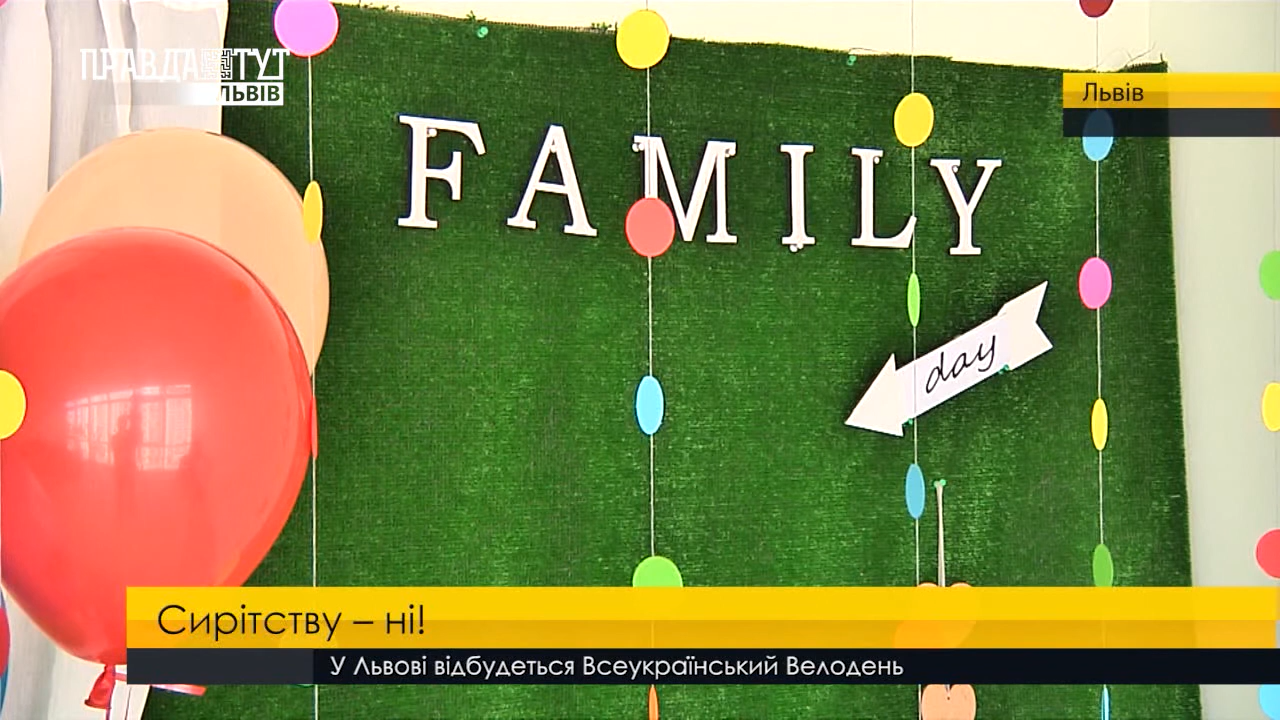 ПРАВДА ТУТ
ЛЬВІВ
Львів
FAMILY
day
Сирітству – ні!
У Львові відбудеться Всеукраїнський Велодень